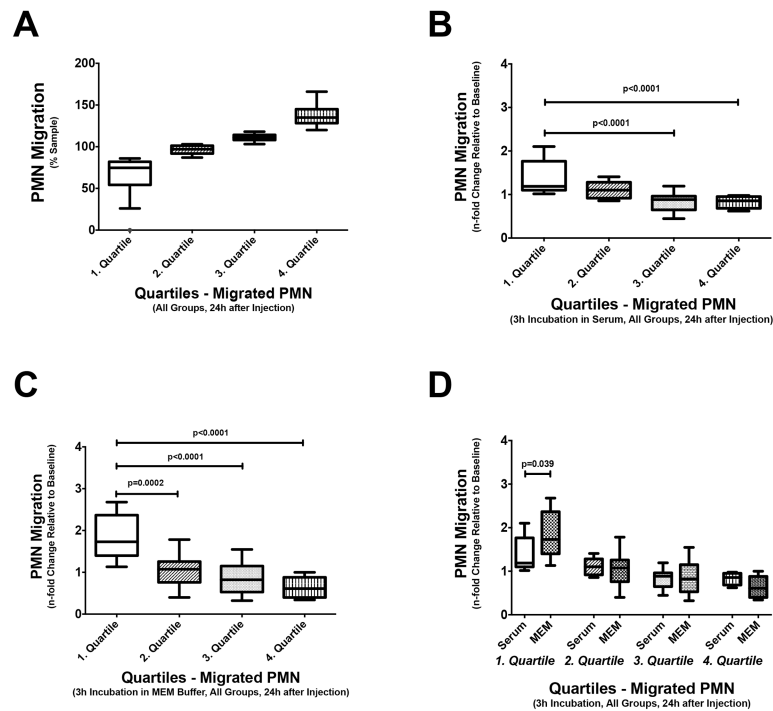 A
PMN Migration
(% Sample)
200
150
100
50
0
1. Quartile
2. Quartile
3. Quartile
4. Quartile
Quartiles - Migrated PMN
(All Groups, 24h after Injection)
B
PMN Migration
(n-fold Change Relative to Baseline)
4
3
2
1
0
p<0.0001
p<0.0001
1. Quartile
2. Quartile
3. Quartile
4. Quartile
Quartiles - Migrated PMN
(3h Incubation in Serum, All Groups, 24h after Injection)
C
PMN Migration
(n-fold Change Relative to Baseline)
4
3
2
1
0
p<0.0001
p<0.0001
p=0.0002
1. Quartile
2. Quartile
3. Quartile
4. Quartile
Quartiles - Migrated PMN
(3h Incubation in MEM Buffer, All Groups, 24h after Injection)
D
PMN Migration
(n-fold Change Relative to Baseline)
4
3
2
1
0
p=0.039
Serum MEM Serum MEM Serum MEM Serum MEM
1. Quartile 2. Quartile 3. Quartile 4. Quartile
Quartiles - Migrated PMN
(3h Incubation, All Groups, 24h after Injection)